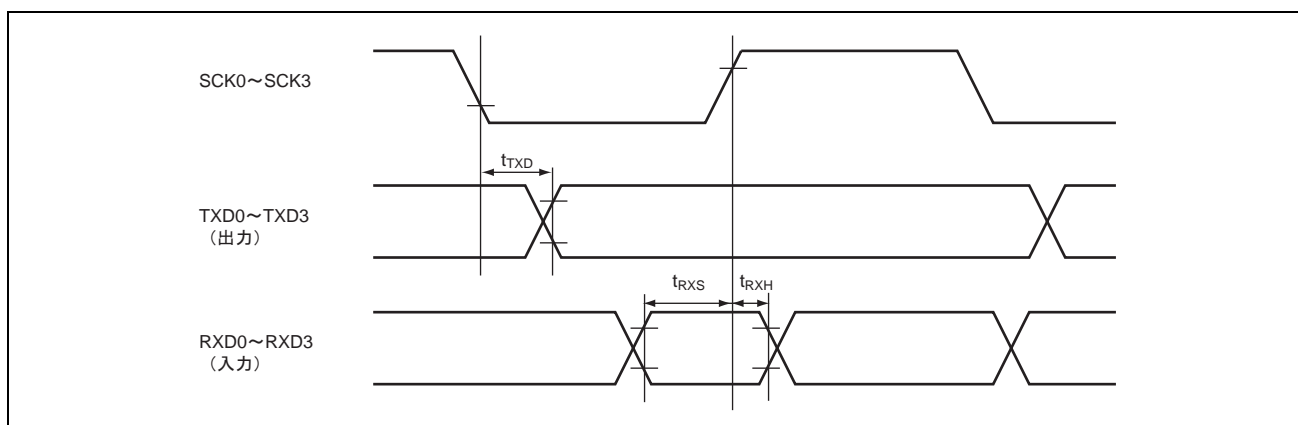 SCK0～SCK3
tTXD
TXD0～TXD3
（出力）
tRXS
tRXH
RXD0～RXD3
（入力）